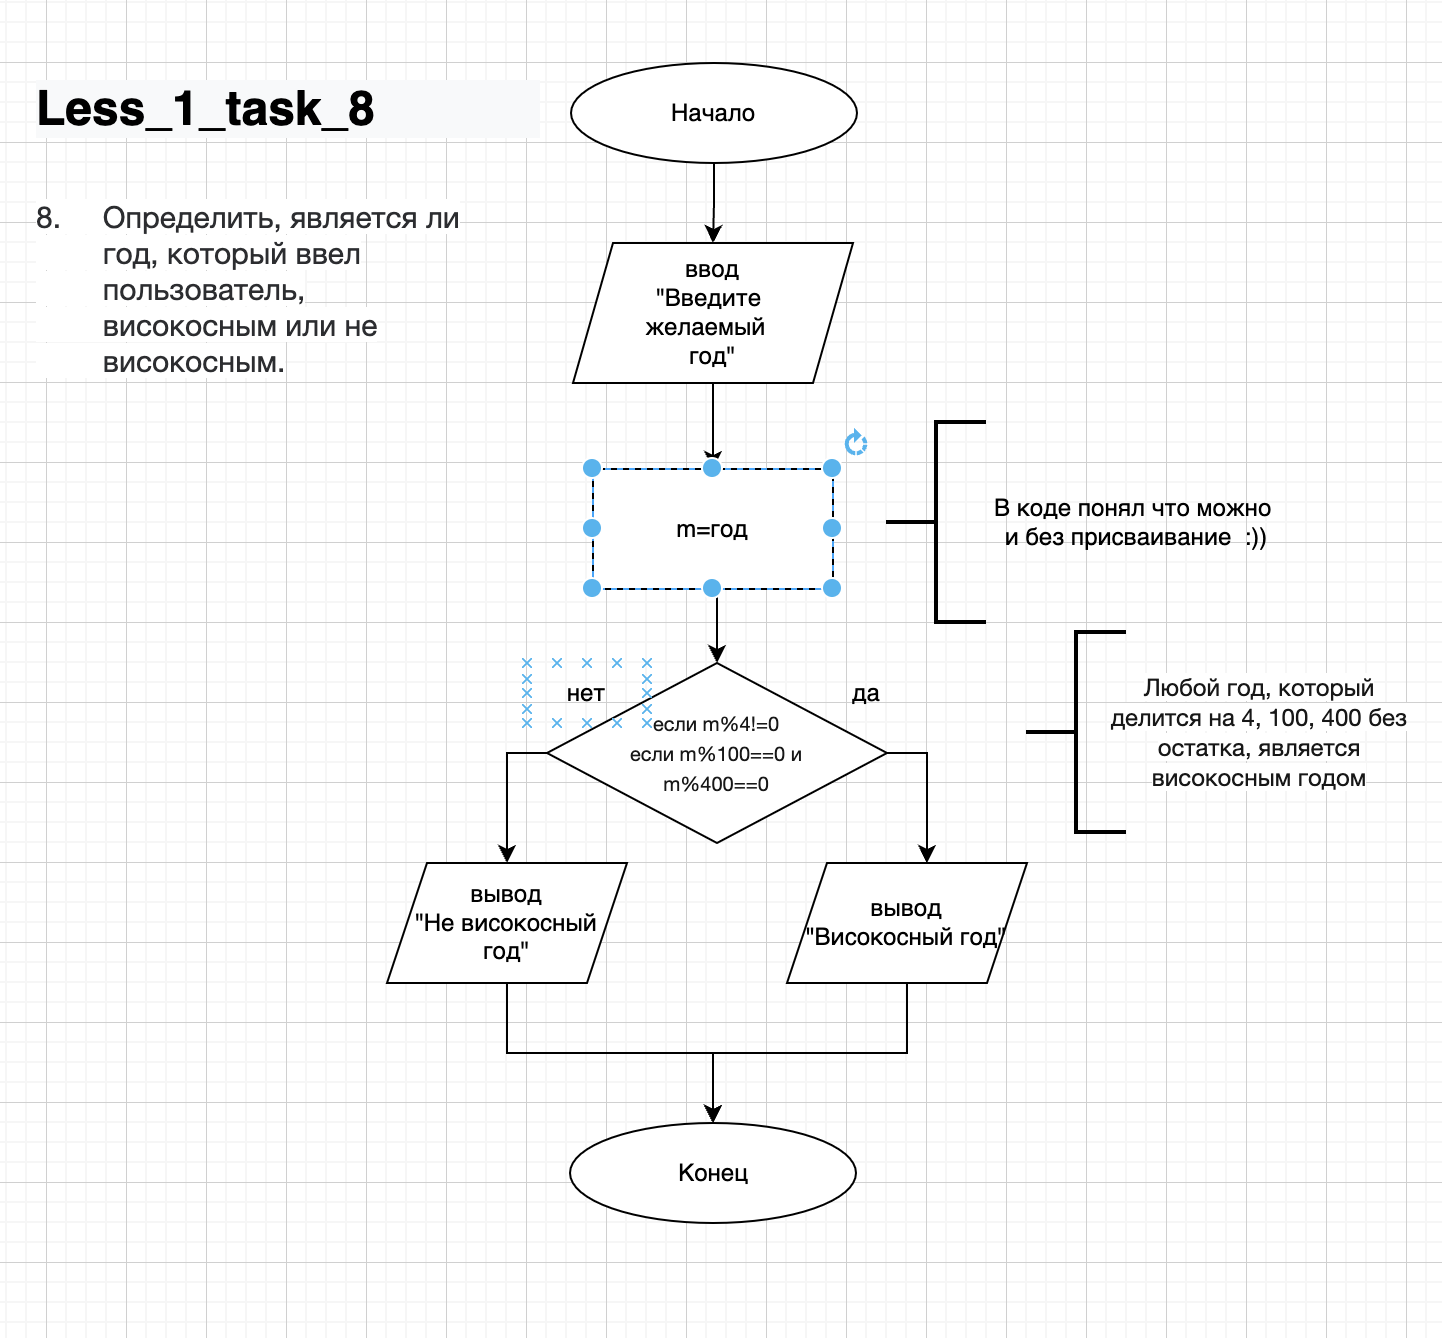 Less_1_task_8
8. Определить, является ли
год, который ввел
пользователь,
високосным или не
високосным.
Начало
ввод
"Введите
желаемый
год"
m=год
В коде понял что можно
и без присваивание :))
нет
да
если m%4!=0
если m%100==0 и
m%400==0
Любой год, который
делится на 4, 100, 400 без
остатка, является
високосным годом
вывод
"Не високосный
год"
вывод
"Високосный год"
Конец